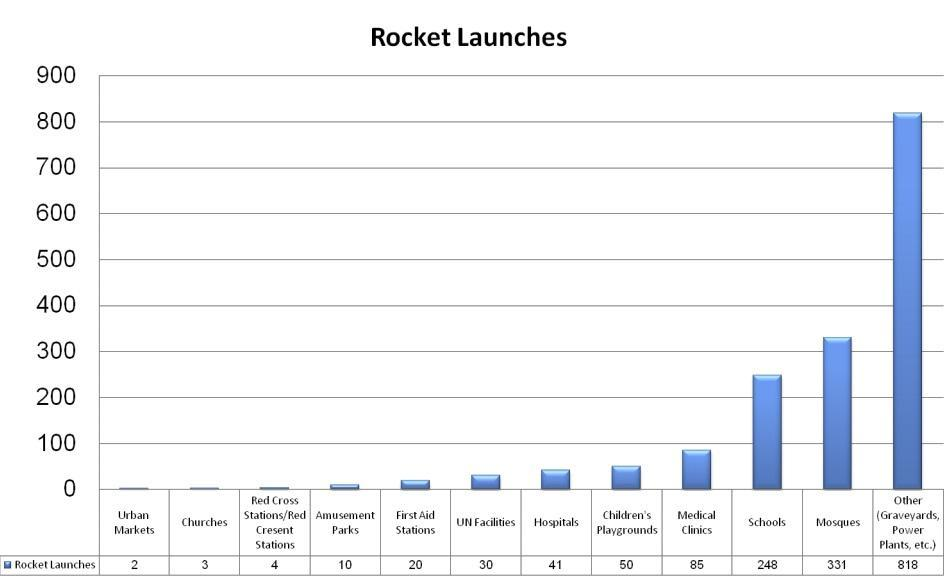 Rocket Launches
900
800
700
600
500
400
300
200
100
0
Urban
Markets
Churches
Red Cross
Stations/Red
Cresent
Stations
Amusement
Parks
First Aid
Stations
UN Facilities
Hospitals
Children's
Playgrounds
Medical
Clinics
Schools
Mosques
Other
(Graveyards,
Power
Plants, etc.)
Rocket Launches 2 3 4 10 20 30 41 50 85 248 331 818